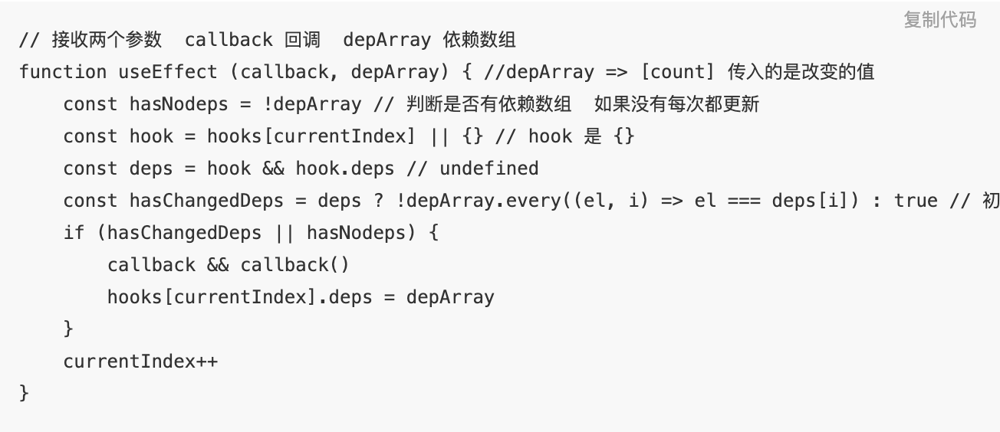 复制代码
// 接收两个参数  callback 回调  depArray 依赖数组
function useEffect (callback, depArray) { //depArray => [count] 传入的是改变的值
    const hasNodeps = !depArray // 判断是否有依赖数组  如果没有每次都更新
    const hook = hooks[currentIndex] || {} // hook 是 {}
    const deps = hook && hook.deps // undefined
    const hasChangedDeps = deps ? !depArray.every((el, i) => el === deps[i]) : true // 初
    if (hasChangedDeps || hasNodeps) {
        callback && callback()
        hooks[currentIndex].deps = depArray
    }
    currentIndex++
}